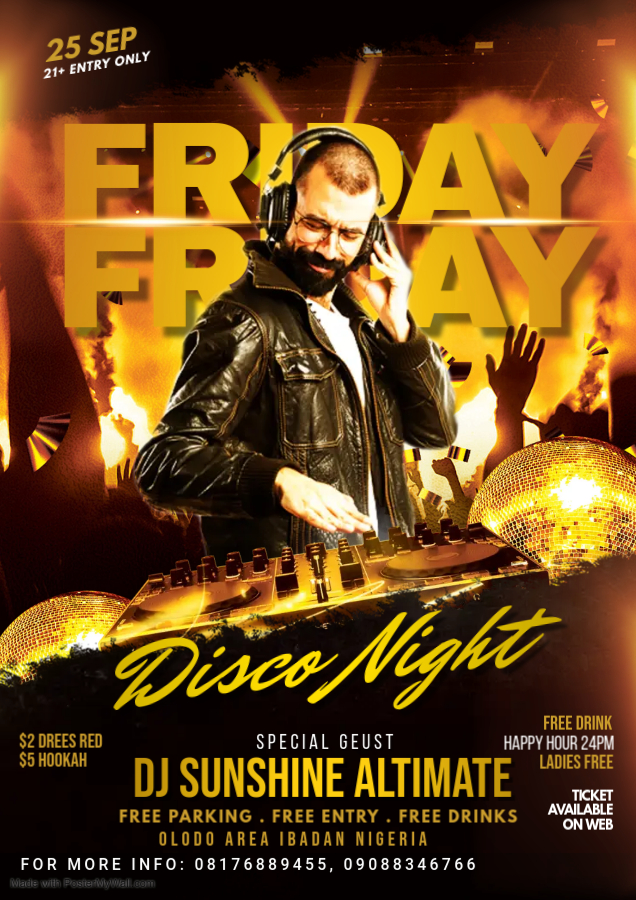 25 SEP
21+ ENTRY ONLY
FRIDAY
FRIDAY
Disco Night
$2 DREES RED
$5 HOOKAH
SPECIAL GEUST
DJ SUNSHINE ALTIMATE
FREE PARKING . FREE ENTRY . FREE DRINKS
OLODO AREA IBADAN NIGERIA
FREE DRINK
HAPPY HOUR 24PM
LADIES FREE
TICKET
AVAILABLE
ON WEB
FOR MORE INFO: 08176889455, 09088346766
Made with PosterMyWall.com